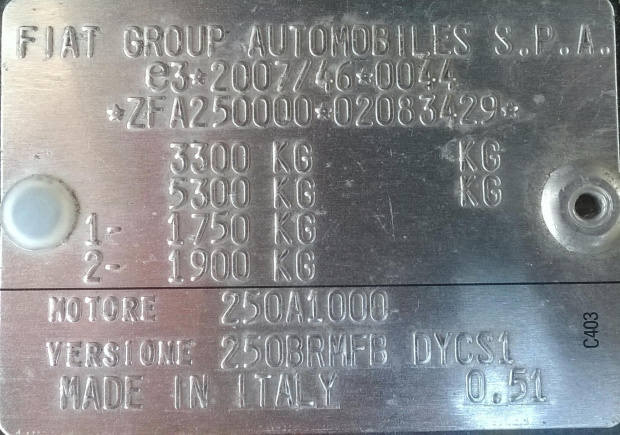 FIAT GROUP AUTOMOBILES S.P.A.
e3*2007/46*0044
*ZFA250000*02083429*
3300 KG KG
5300 KG KG
1- 1750 KG
2- 1900 KG
MOTORE 250A1000
VERSIONE 250BRMFB DYCS1
MADE IN ITALY 0.51
C403